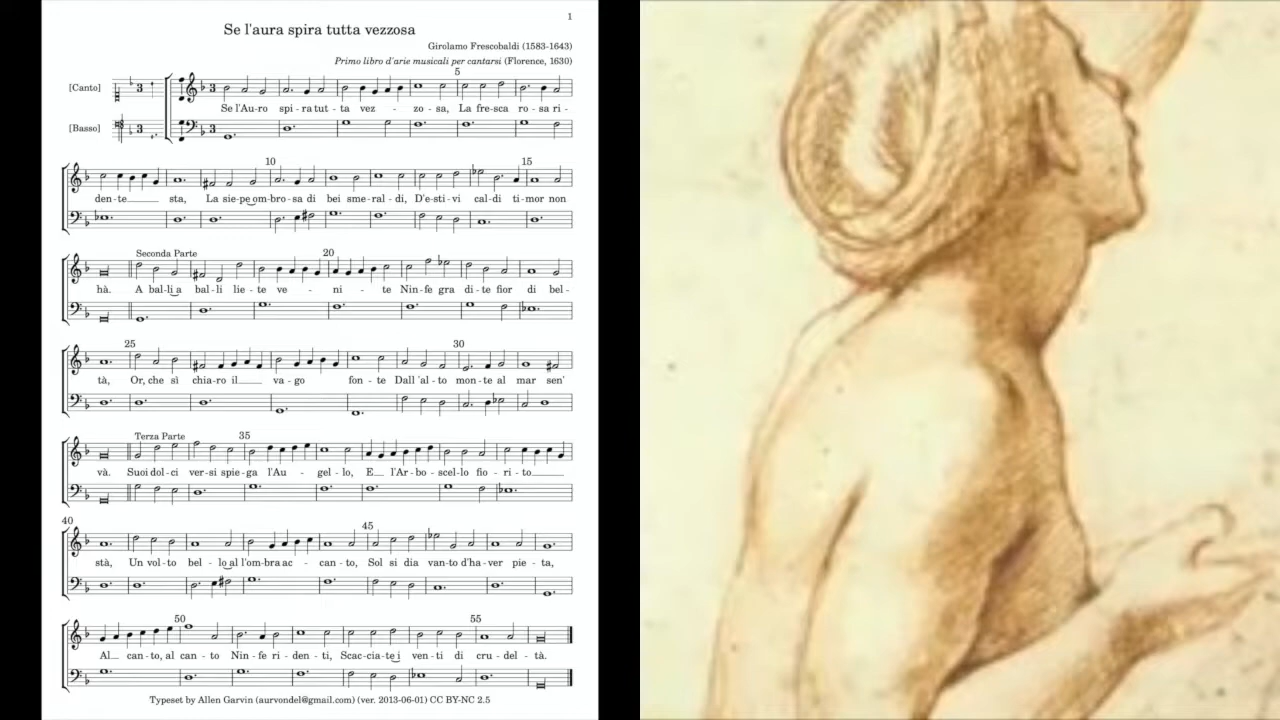 1
Se l'aura spira tutta vezzosa
Girolamo Frescobaldi (1583-1643)
Primo libro d'arie musicali per cantarsi (Florence, 1630)
5
[Canto]
Se l'Au-ro spi-ra tut-ta vez-zo-sa, La fre-sca ro-sa ri-
[Basso]
10 15
den-te sta, La sie-pe om-bro-sa di bei sme-ral-di, D'e-sti-vi cal-di ti-mor non
Seconda Parte 20
hà. A bal-li a bal-li lie-te ve-ni-te Nin-fe gra di-te fior di bel-
25 30
tà, Or, che sì chia-ro il va-go fon-te Dall'al-to mon-te al mar sen'
Terza Parte 35
và. Suoi dol-ci ver-si spie-ga l'Au-gel-lo, E l'Ar-bo-scel-lo fio-ri-to
40 45
stà, Un vol-to bel-lo al l'om-bra ac-can-to, Sol si dia van-to d'ha-ver pie-ta,
50 55
Al can-to, al can-to Nin-fe ri-den-ti, Scac-cia-te i ven-ti di cru-del-tà.
Typeset by Allen Garvin (aurvondel@gmail.com) (ver. 2013-06-01) CC BY-NC 2.5